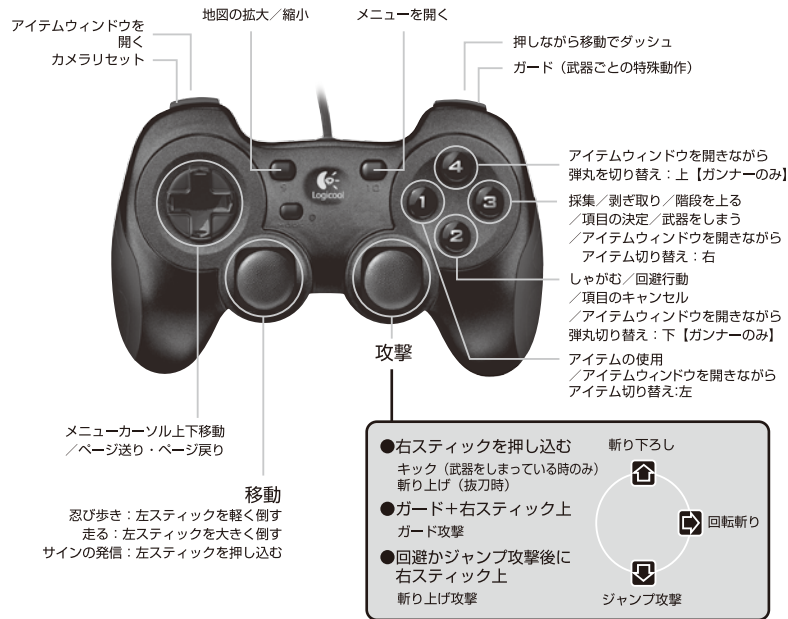 アイテムウィンドウを
開く
カメラリセット
地図の拡大／縮小
メニューを開く
押しながら移動でダッシュ
ガード（武器ごとの特殊動作）
アイテムウィンドウを開きながら
弾丸を切り替え：上【ガンナーのみ】
採集／剥ぎ取り／階段を上る
／項目の決定／武器をしまう
／アイテムウィンドウを開きながら
アイテム切り替え：右
しゃがむ／回避行動
／項目のキャンセル
／アイテムウィンドウを開きながら
弾丸切り替え：下【ガンナーのみ】
アイテムの使用
／アイテムウィンドウを開きながら
アイテム切り替え:左
Logicool
9
10
4
1
3
2
メニューカーソル上下移動
／ページ送り・ページ戻り
移動
忍び歩き：左スティックを軽く倒す
走る：左スティックを大きく倒す
サインの発信：左スティックを押し込む
攻撃
●右スティックを押し込む
キック（武器をしまっている時のみ）
斬り上げ（抜刀時）
●ガード＋右スティック上
ガード攻撃
●回避かジャンプ攻撃後に
右スティック上
斬り上げ攻撃
斬り下ろし
回転斬り
ジャンプ攻撃